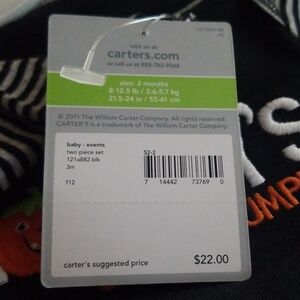 visit us at
carters.com
or call us at 888-782-9548
size: 3 months
8-12.5 lb / 3.6-5.7 kg
21.5-24 in / 55-61 cm
© 2011 The William Carter Company. All rights reserved.
CARTER'S is a trademark of The William Carter Company.
baby - events
two piece set
121a882 blk
3m
f12
S2-2
7 14442 73769 0
carter's suggested price
$22.00